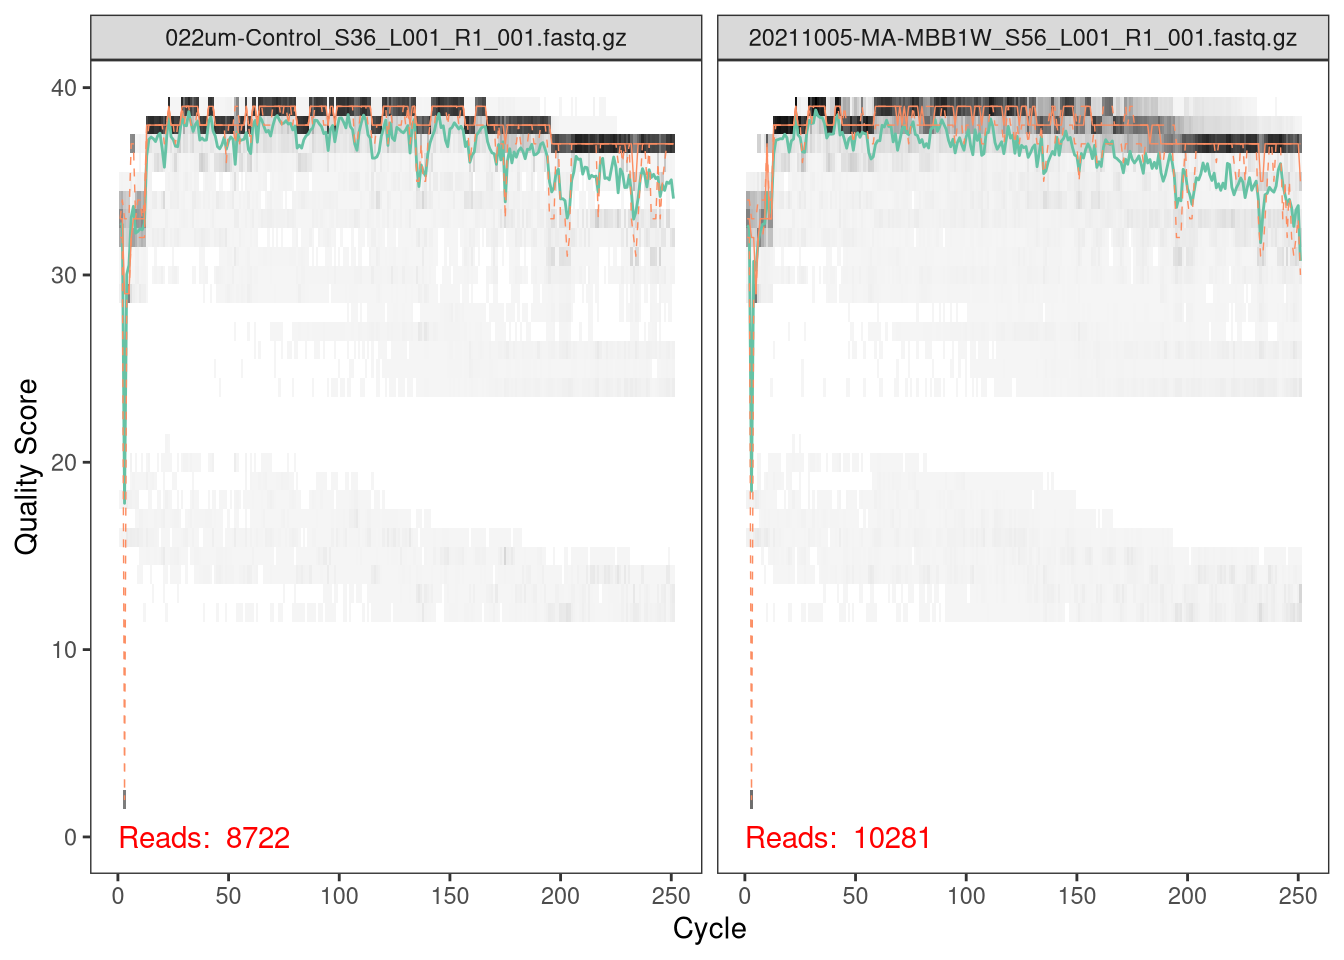 022um-Control_S36_L001_R1_001.fastq.gz
20211005-MA-MBB1W_S56_L001_R1_001.fastq.gz
40
30
20
10
0
Quality Score
Reads: 8722
Reads: 10281
0 50 100 150 200 250
0 50 100 150 200 250
Cycle